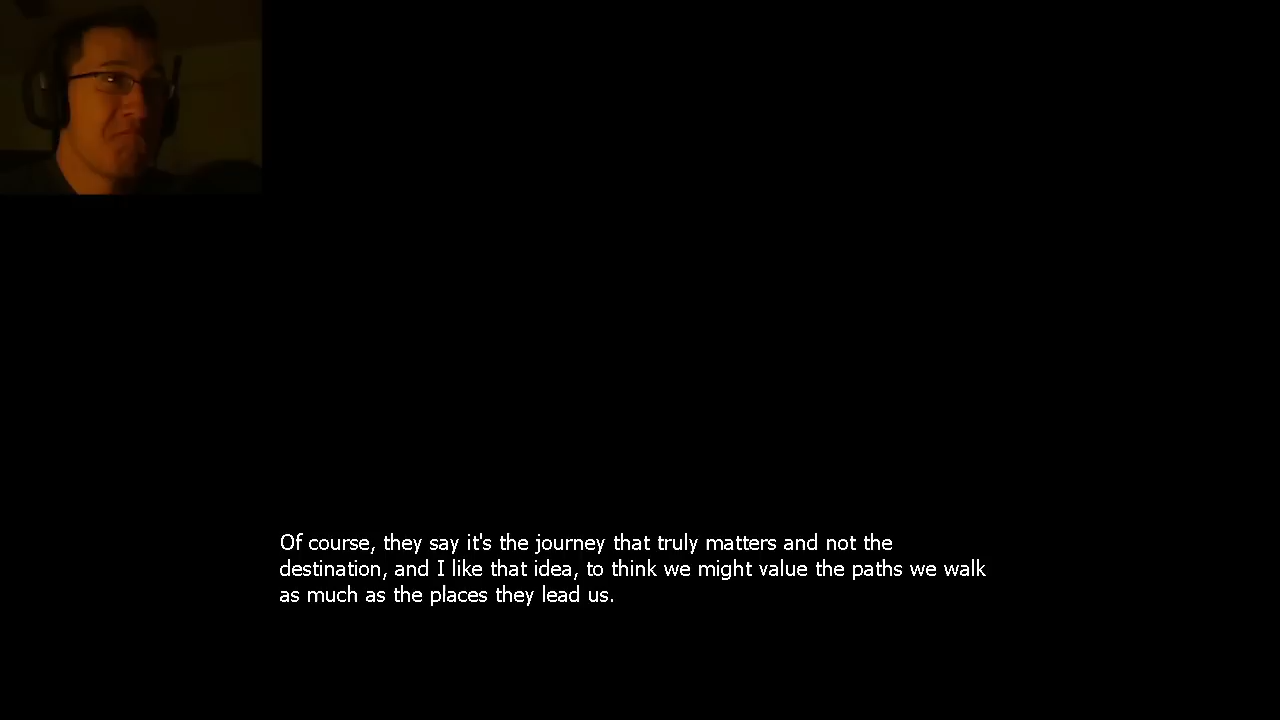 Of course, they say it's the journey that truly matters and not the
destination, and I like that idea, to think we might value the paths we walk
as much as the places they lead us.